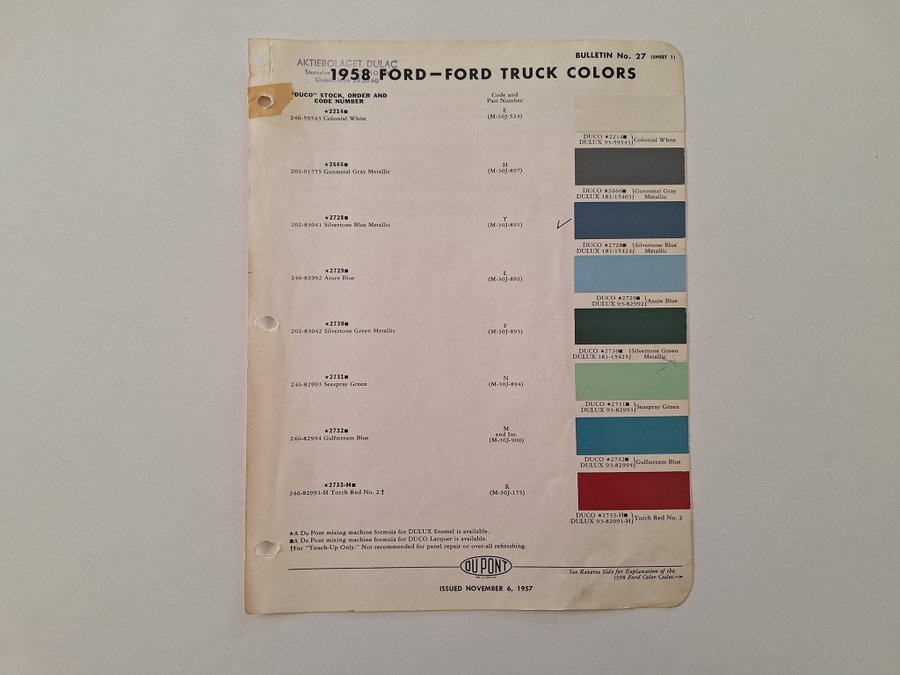 BULLETIN No. 27 (SHEET 1)
AKTIEBOLAGET DULAC
1958 FORD—FORD TRUCK COLORS
"DUCO" STOCK, ORDER AND
CODE NUMBER
Code and
Part Number
★2214■
246-59543 Colonial White
E
(M-30J-524)
DUCO ★2214■
DULUX 93-59543} Colonial White
★2666■
202-91755 Gunmetal Gray Metallic
H
(M-30J-897)
DUCO ★2666■ }Gunmetal Gray
DULUX 181-15403 Metallic
★2728■
202-83041 Silvertone Blue Metallic
T
(M-30J-891)
DUCO ★2728■ }Silvertone Blue
DULUX 181-15424 Metallic
★2729■
246-82992 Azure Blue
L
(M-30J-892)
DUCO ★2729■
DULUX 93-82992} Azure Blue
★2730■
202-83042 Silvertone Green Metallic
F
(M-30J-893)
DUCO ★2730■ }Silvertone Green
DULUX 181-15425 Metallic
★2731■
246-82993 Seaspray Green
N
(M-30J-894)
DUCO ★2731■
DULUX 93-82993} Seaspray Green
★2732■
246-82994 Gulfstream Blue
M
and Int.
(M-30J-900)
DUCO ★2732■
DULUX 93-82994} Gulfstream Blue
★2733-H■
246-82991-H Torch Red No. 2†
R
(M-30J-175)
DUCO ★2733-H■
DULUX 93-82991-H} Torch Red No. 2
★A Du Pont mixing machine formula for DULUX Enamel is available.
■A Du Pont mixing machine formula for DUCO Lacquer is available.
†For "Touch-Up Only." Not recommended for panel repair or over-all refinishing.
DU PONT
See Reverse Side for Explanation of the
1958 Ford Color Codes.
ISSUED NOVEMBER 6, 1957